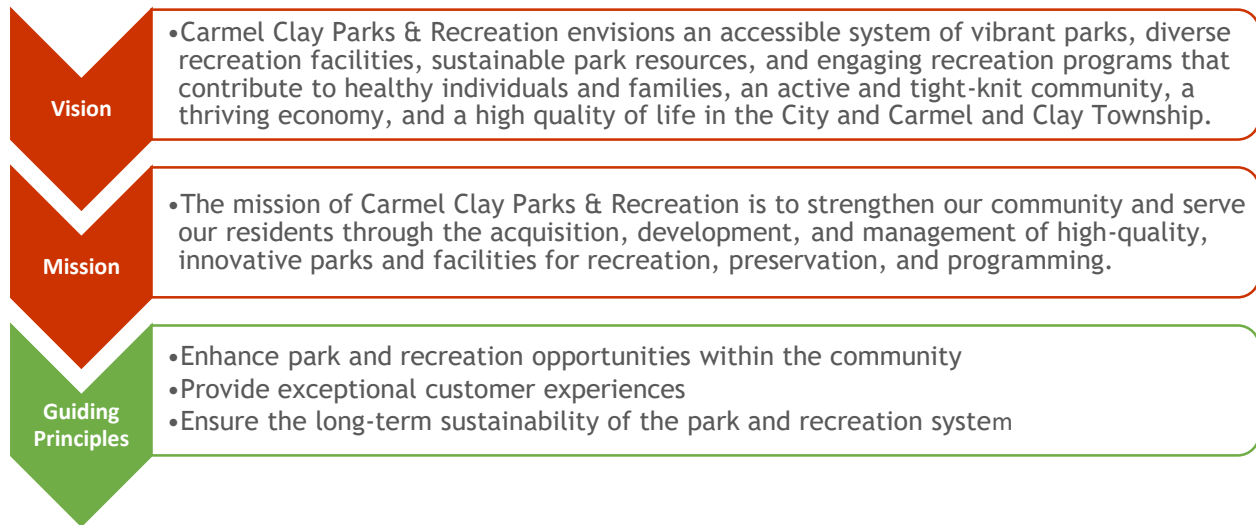 Vision
•Carmel Clay Parks & Recreation envisions an accessible system of vibrant parks, diverse
recreation facilities, sustainable park resources, and engaging recreation programs that
contribute to healthy individuals and families, an active and tight-knit community, a
thriving economy, and a high quality of life in the City and Carmel and Clay Township.
Mission
•The mission of Carmel Clay Parks & Recreation is to strengthen our community and serve
our residents through the acquisition, development, and management of high-quality,
innovative parks and facilities for recreation, preservation, and programming.
Guiding
Principles
•Enhance park and recreation opportunities within the community
•Provide exceptional customer experiences
•Ensure the long-term sustainability of the park and recreation system